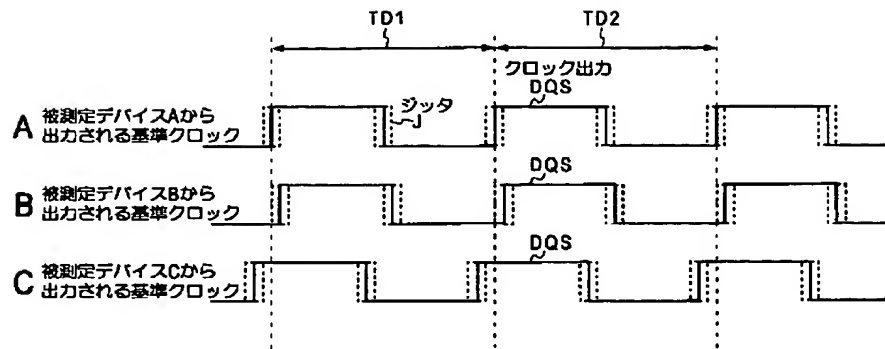 TD1
TD2
クロック出力
DQS
ジッタ
J
A 被測定デバイスAから
出力される基準クロック
DQS
B 被測定デバイスBから
出力される基準クロック
DQS
C 被測定デバイスCから
出力される基準クロック